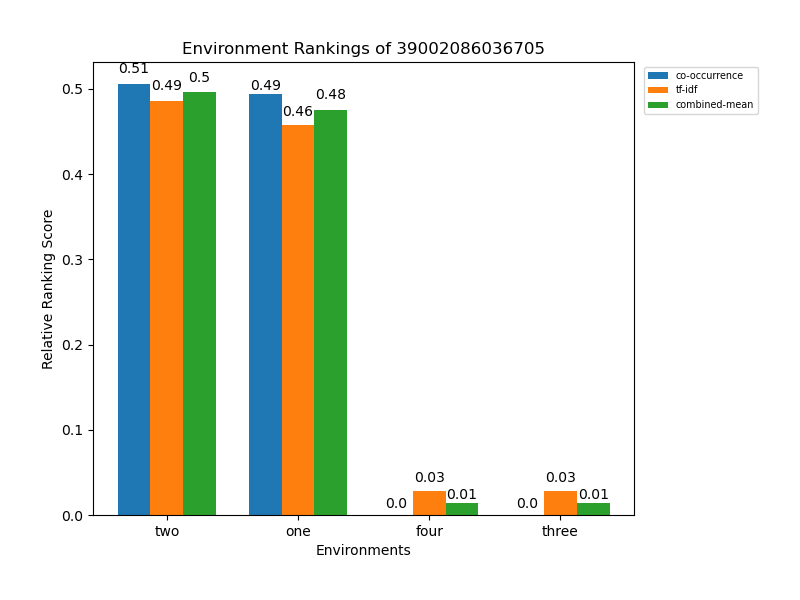 Environment Rankings of 39002086036705
co-occurrence
tf-idf
combined-mean
0.51 0.49 0.5 0.49 0.46 0.48 0.0 0.03 0.01 0.0 0.03 0.01
0.5
0.4
0.3
0.2
0.1
0.0
Relative Ranking Score
two one four three
Environments